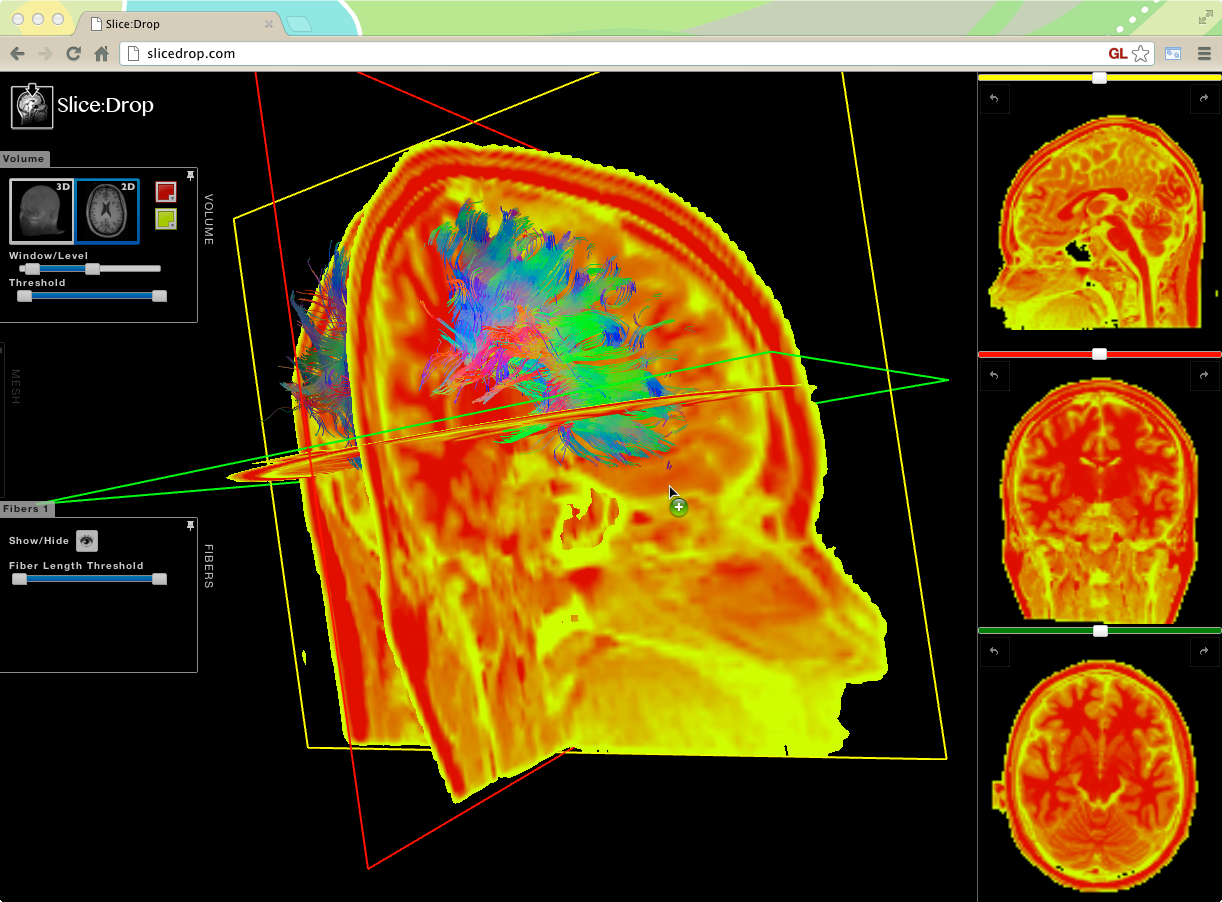 Slice:Drop
slicedrop.com
GL
Slice:Drop
Volume
3D
2D
Window/Level
Threshold
VOLUME
MESH
Fibers 1
Show/Hide
Fiber Length Threshold
FIBERS